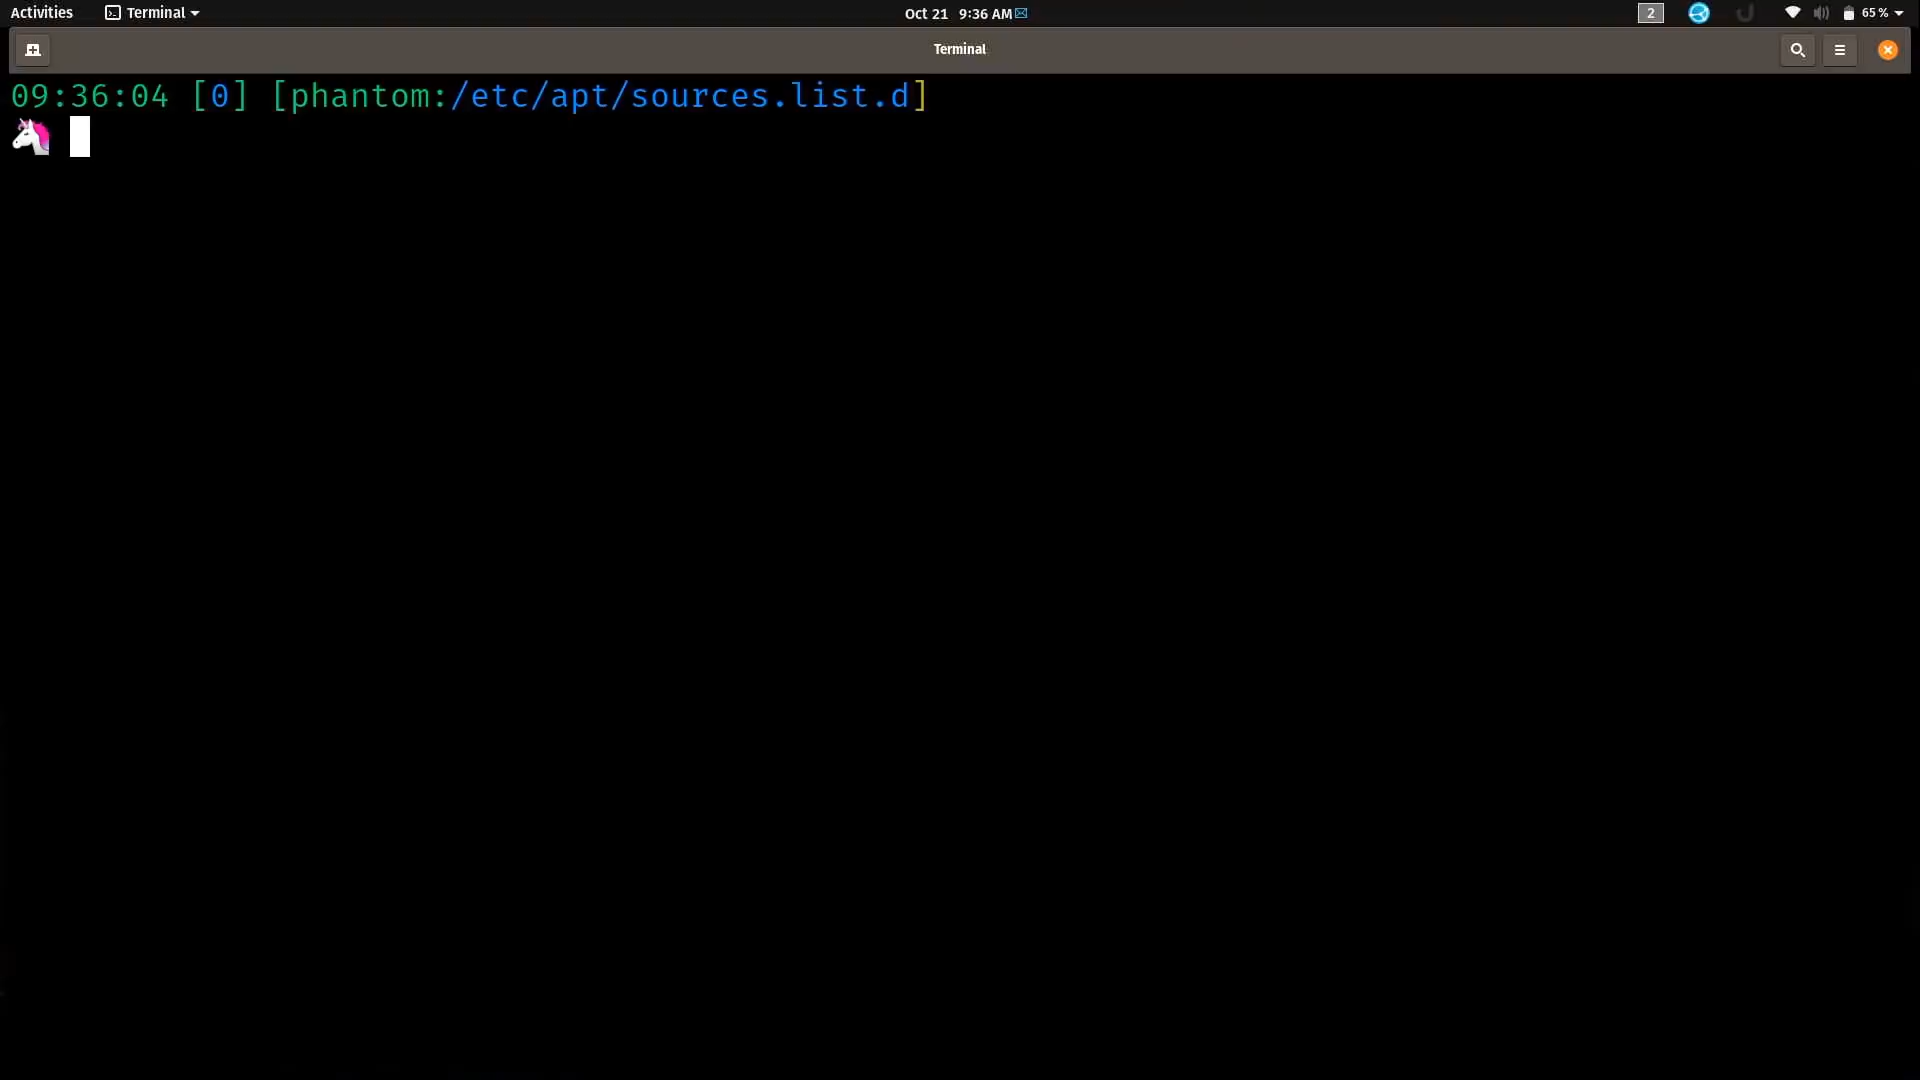 Activities Terminal Oct 21 9:36 AM 2 65%
Terminal
09:36:04 [0] [phantom:/etc/apt/sources.list.d]